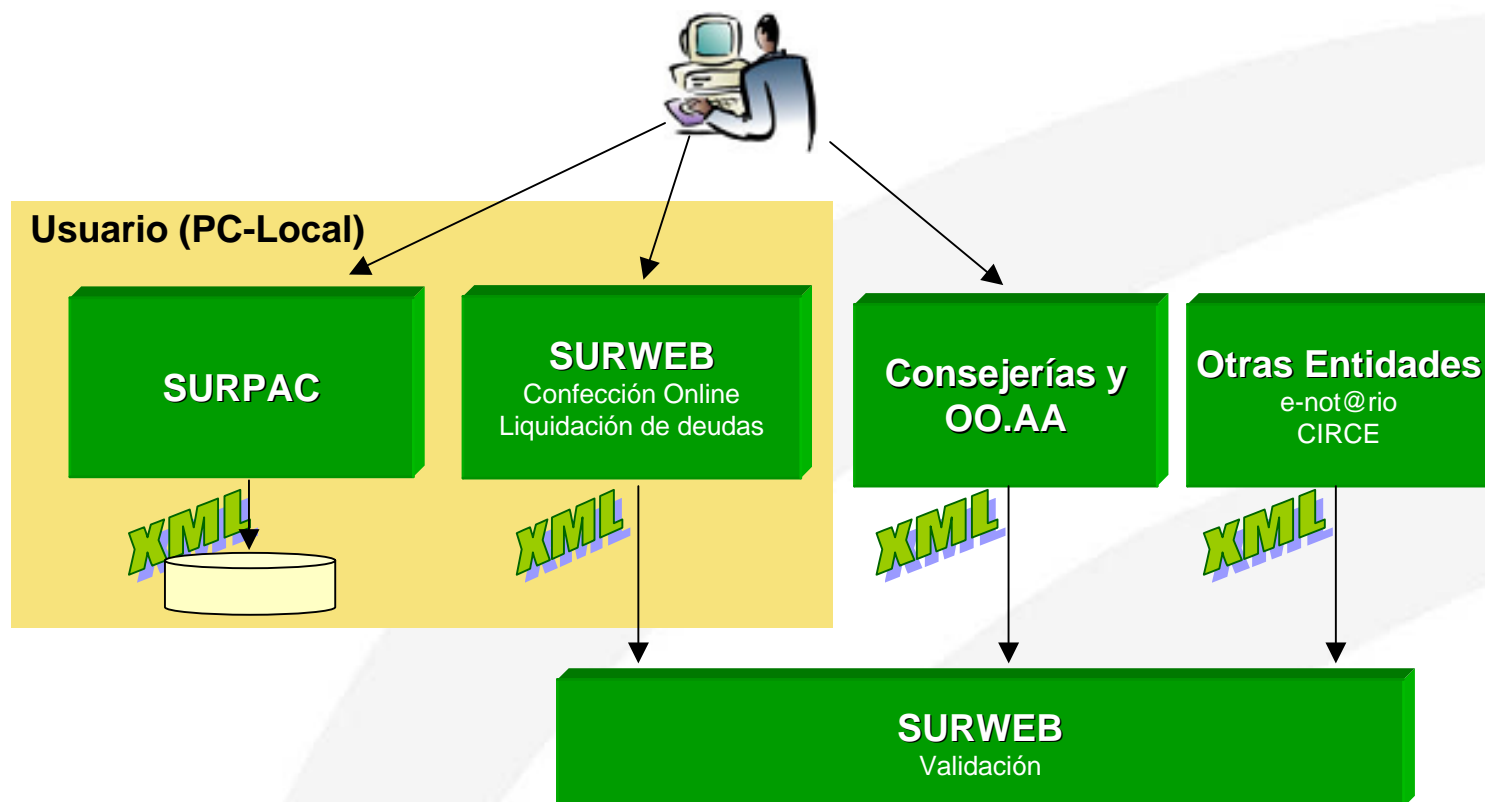 Usuario (PC-Local)
SURPAC
SURWEB
Confección Online
Liquidación de deudas
Consejerías y
OO.AA
Otras Entidades
e-not@rio
CIRCE
XML
XML
XML
XML
SURWEB
Validación